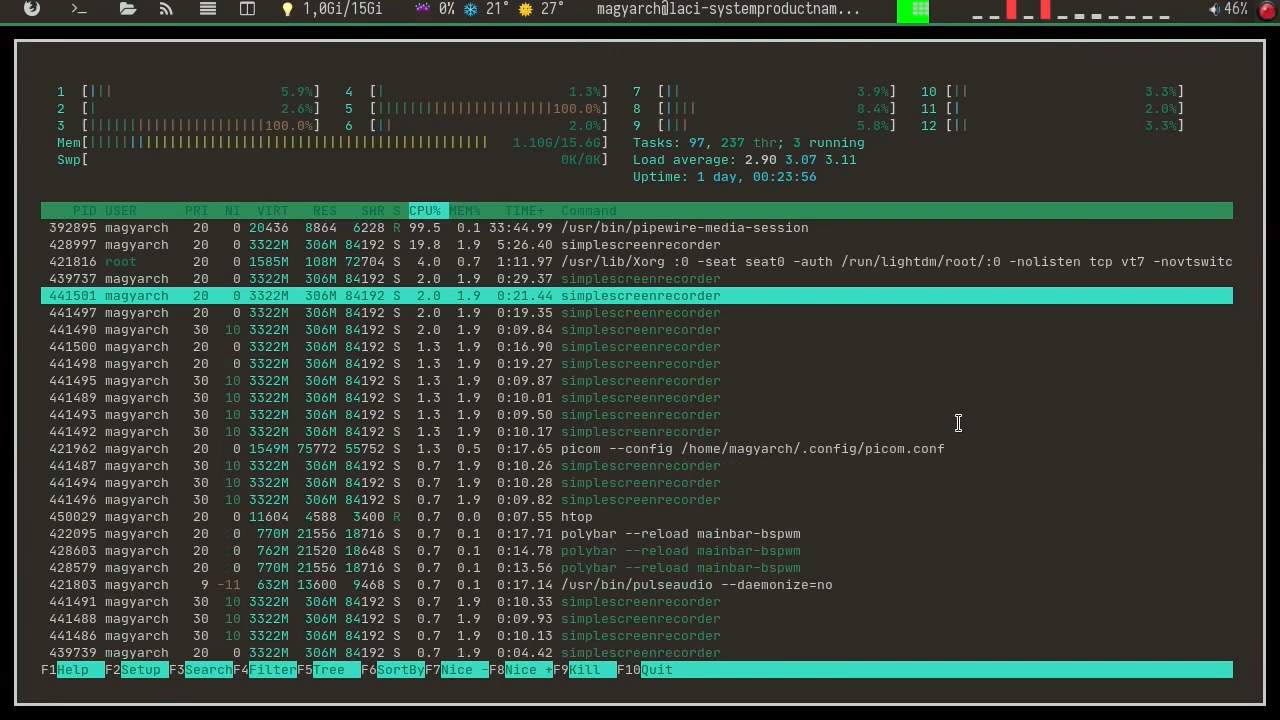 1,0Gi/15Gi 0% 21° 27° magyarch@laci-systemproductnam... 46%
1 [||| 5.9%] 4 [| 1.3%] 7 [|| 3.9%] 10 [|| 3.3%]
2 [| 2.6%] 5 [||||||||||||||||||||||100.0%] 8 [|||| 8.4%] 11 [| 2.0%]
3 [||||||||||||||||||||||100.0%] 6 [|| 2.0%] 9 [||| 5.8%] 12 [|| 3.3%]
Mem[||||||||||||||||||||||||||||||||||||||||||||||||||     1.10G/15.6G] Tasks: 97, 237 thr; 3 running
Swp[ 0K/0K] Load average: 2.90 3.07 3.11
Uptime: 1 day, 00:23:56
PID USER PRI NI VIRT RES SHR S CPU% MEM% TIME+ Command
392895 magyarch 20 0 20436 8864 6228 R 99.5 0.1 33:44.99 /usr/bin/pipewire-media-session
428997 magyarch 20 0 3322M 306M 84192 S 19.8 1.9 5:26.40 simplescreenrecorder
421816 root 20 0 1585M 108M 72704 S 4.0 0.7 1:11.97 /usr/lib/Xorg :0 -seat seat0 -auth /run/lightdm/root/:0 -nolisten tcp vt7 -novtswitc
439737 magyarch 20 0 3322M 306M 84192 S 2.0 1.9 0:29.37 simplescreenrecorder
441501 magyarch 20 0 3322M 306M 84192 S 2.0 1.9 0:21.44 simplescreenrecorder
441497 magyarch 20 0 3322M 306M 84192 S 2.0 1.9 0:19.35 simplescreenrecorder
441490 magyarch 30 10 3322M 306M 84192 S 2.0 1.9 0:09.84 simplescreenrecorder
441500 magyarch 20 0 3322M 306M 84192 S 1.3 1.9 0:16.90 simplescreenrecorder
441498 magyarch 20 0 3322M 306M 84192 S 1.3 1.9 0:19.27 simplescreenrecorder
441495 magyarch 30 10 3322M 306M 84192 S 1.3 1.9 0:09.87 simplescreenrecorder
441489 magyarch 30 10 3322M 306M 84192 S 1.3 1.9 0:10.01 simplescreenrecorder
441493 magyarch 30 10 3322M 306M 84192 S 1.3 1.9 0:09.50 simplescreenrecorder
441492 magyarch 30 10 3322M 306M 84192 S 1.3 1.9 0:10.17 simplescreenrecorder
421962 magyarch 20 0 1549M 75772 55752 S 1.3 0.5 0:17.65 picom --config /home/magyarch/.config/picom.conf
441487 magyarch 30 10 3322M 306M 84192 S 0.7 1.9 0:10.26 simplescreenrecorder
441494 magyarch 30 10 3322M 306M 84192 S 0.7 1.9 0:10.28 simplescreenrecorder
441496 magyarch 30 10 3322M 306M 84192 S 0.7 1.9 0:09.82 simplescreenrecorder
450029 magyarch 20 0 11604 4588 3400 R 0.7 0.0 0:07.55 htop
422095 magyarch 20 0 770M 21556 18716 S 0.7 0.1 0:17.71 polybar --reload mainbar-bspwm
428603 magyarch 20 0 762M 21520 18648 S 0.7 0.1 0:14.78 polybar --reload mainbar-bspwm
428579 magyarch 20 0 770M 21556 18716 S 0.7 0.1 0:13.56 polybar --reload mainbar-bspwm
421803 magyarch 9 -11 632M 13600 9468 S 0.7 0.1 0:17.14 /usr/bin/pulseaudio --daemonize=no
441491 magyarch 30 10 3322M 306M 84192 S 0.7 1.9 0:10.33 simplescreenrecorder
441488 magyarch 30 10 3322M 306M 84192 S 0.7 1.9 0:09.93 simplescreenrecorder
441486 magyarch 30 10 3322M 306M 84192 S 0.7 1.9 0:10.13 simplescreenrecorder
439739 magyarch 20 0 3322M 306M 84192 S 0.7 1.9 0:04.42 simplescreenrecorder
F1Help F2Setup F3SearchF4FilterF5Tree F6SortByF7Nice -F8Nice +F9Kill F10Quit